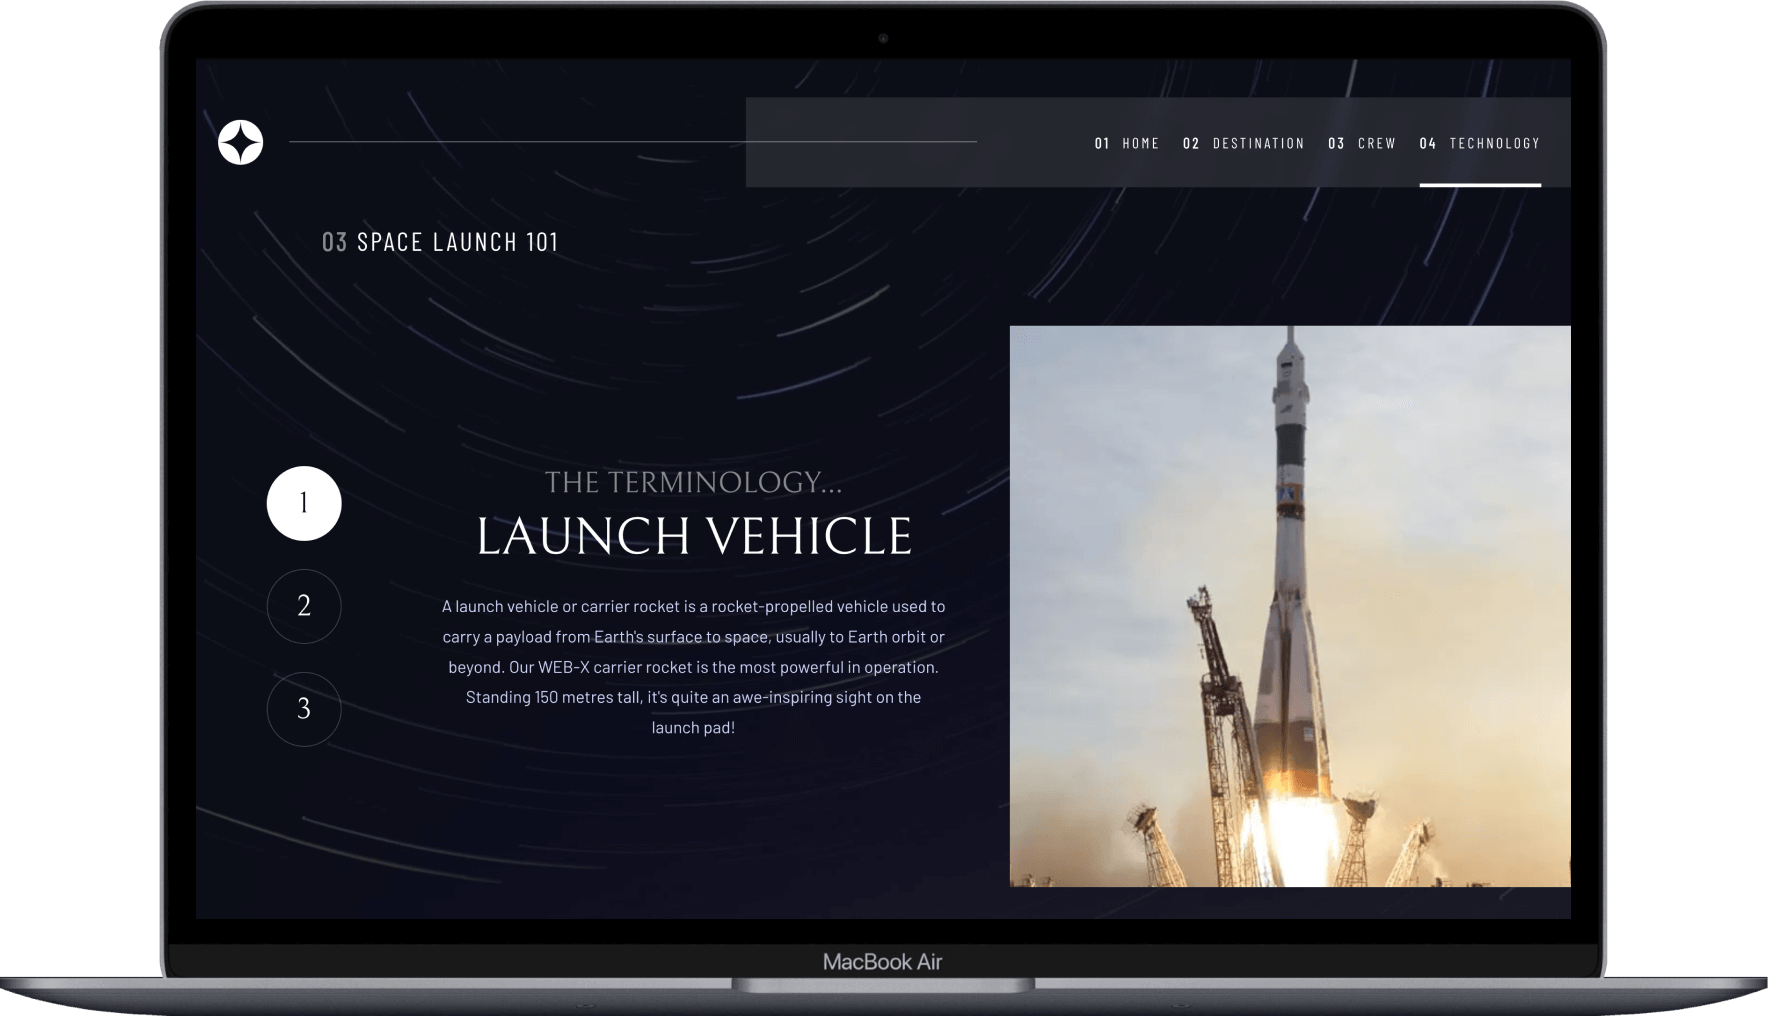 01 HOME 02 DESTINATION 03 CREW 04 TECHNOLOGY
03 SPACE LAUNCH 101
1
2
3
THE TERMINOLOGY...
LAUNCH VEHICLE
A launch vehicle or carrier rocket is a rocket-propelled vehicle used to
carry a payload from Earth's surface to space, usually to Earth orbit or
beyond. Our WEB-X carrier rocket is the most powerful in operation.
Standing 150 metres tall, it's quite an awe-inspiring sight on the
launch pad!
MacBook Air